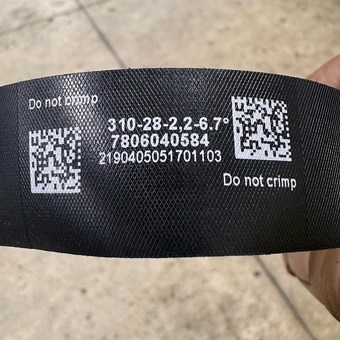 Do not crimp
310-28-2,2-6.7°
7806040584
2190405051701103
Do not crimp